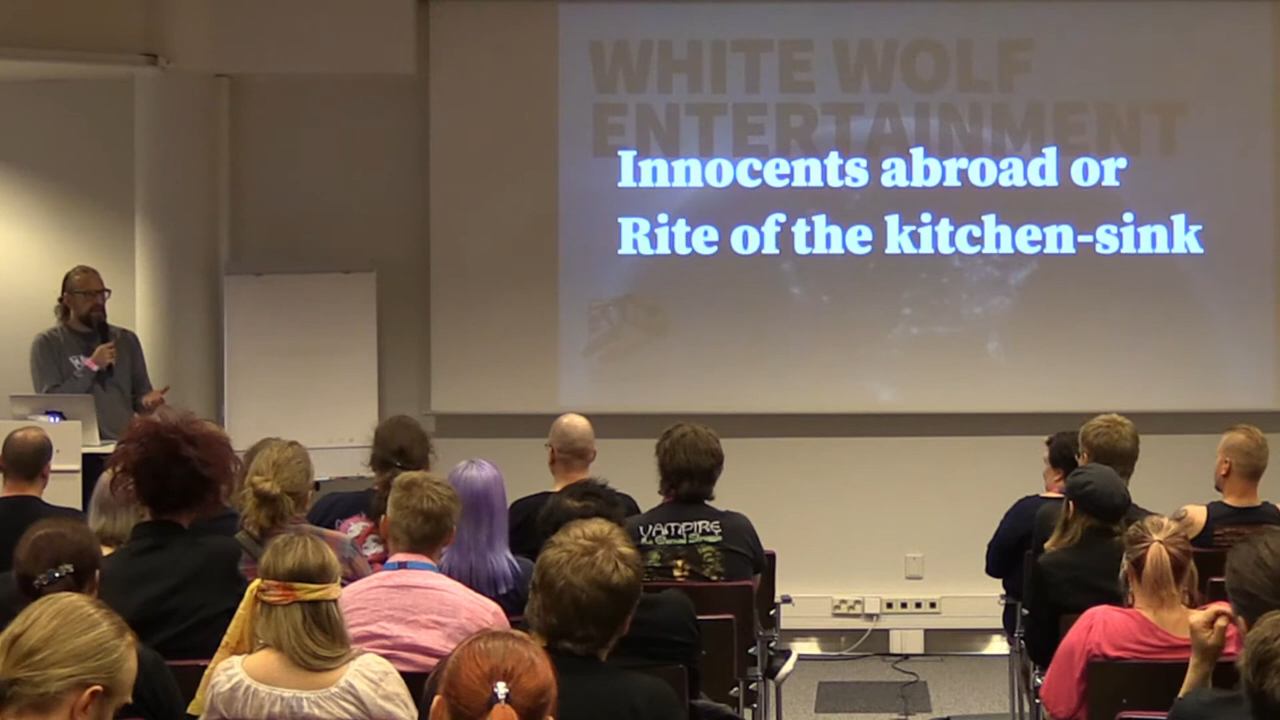 WHITE WOLF
ENTERTAINMENT
Innocents abroad or
Rite of the kitchen-sink
VAMPIRE